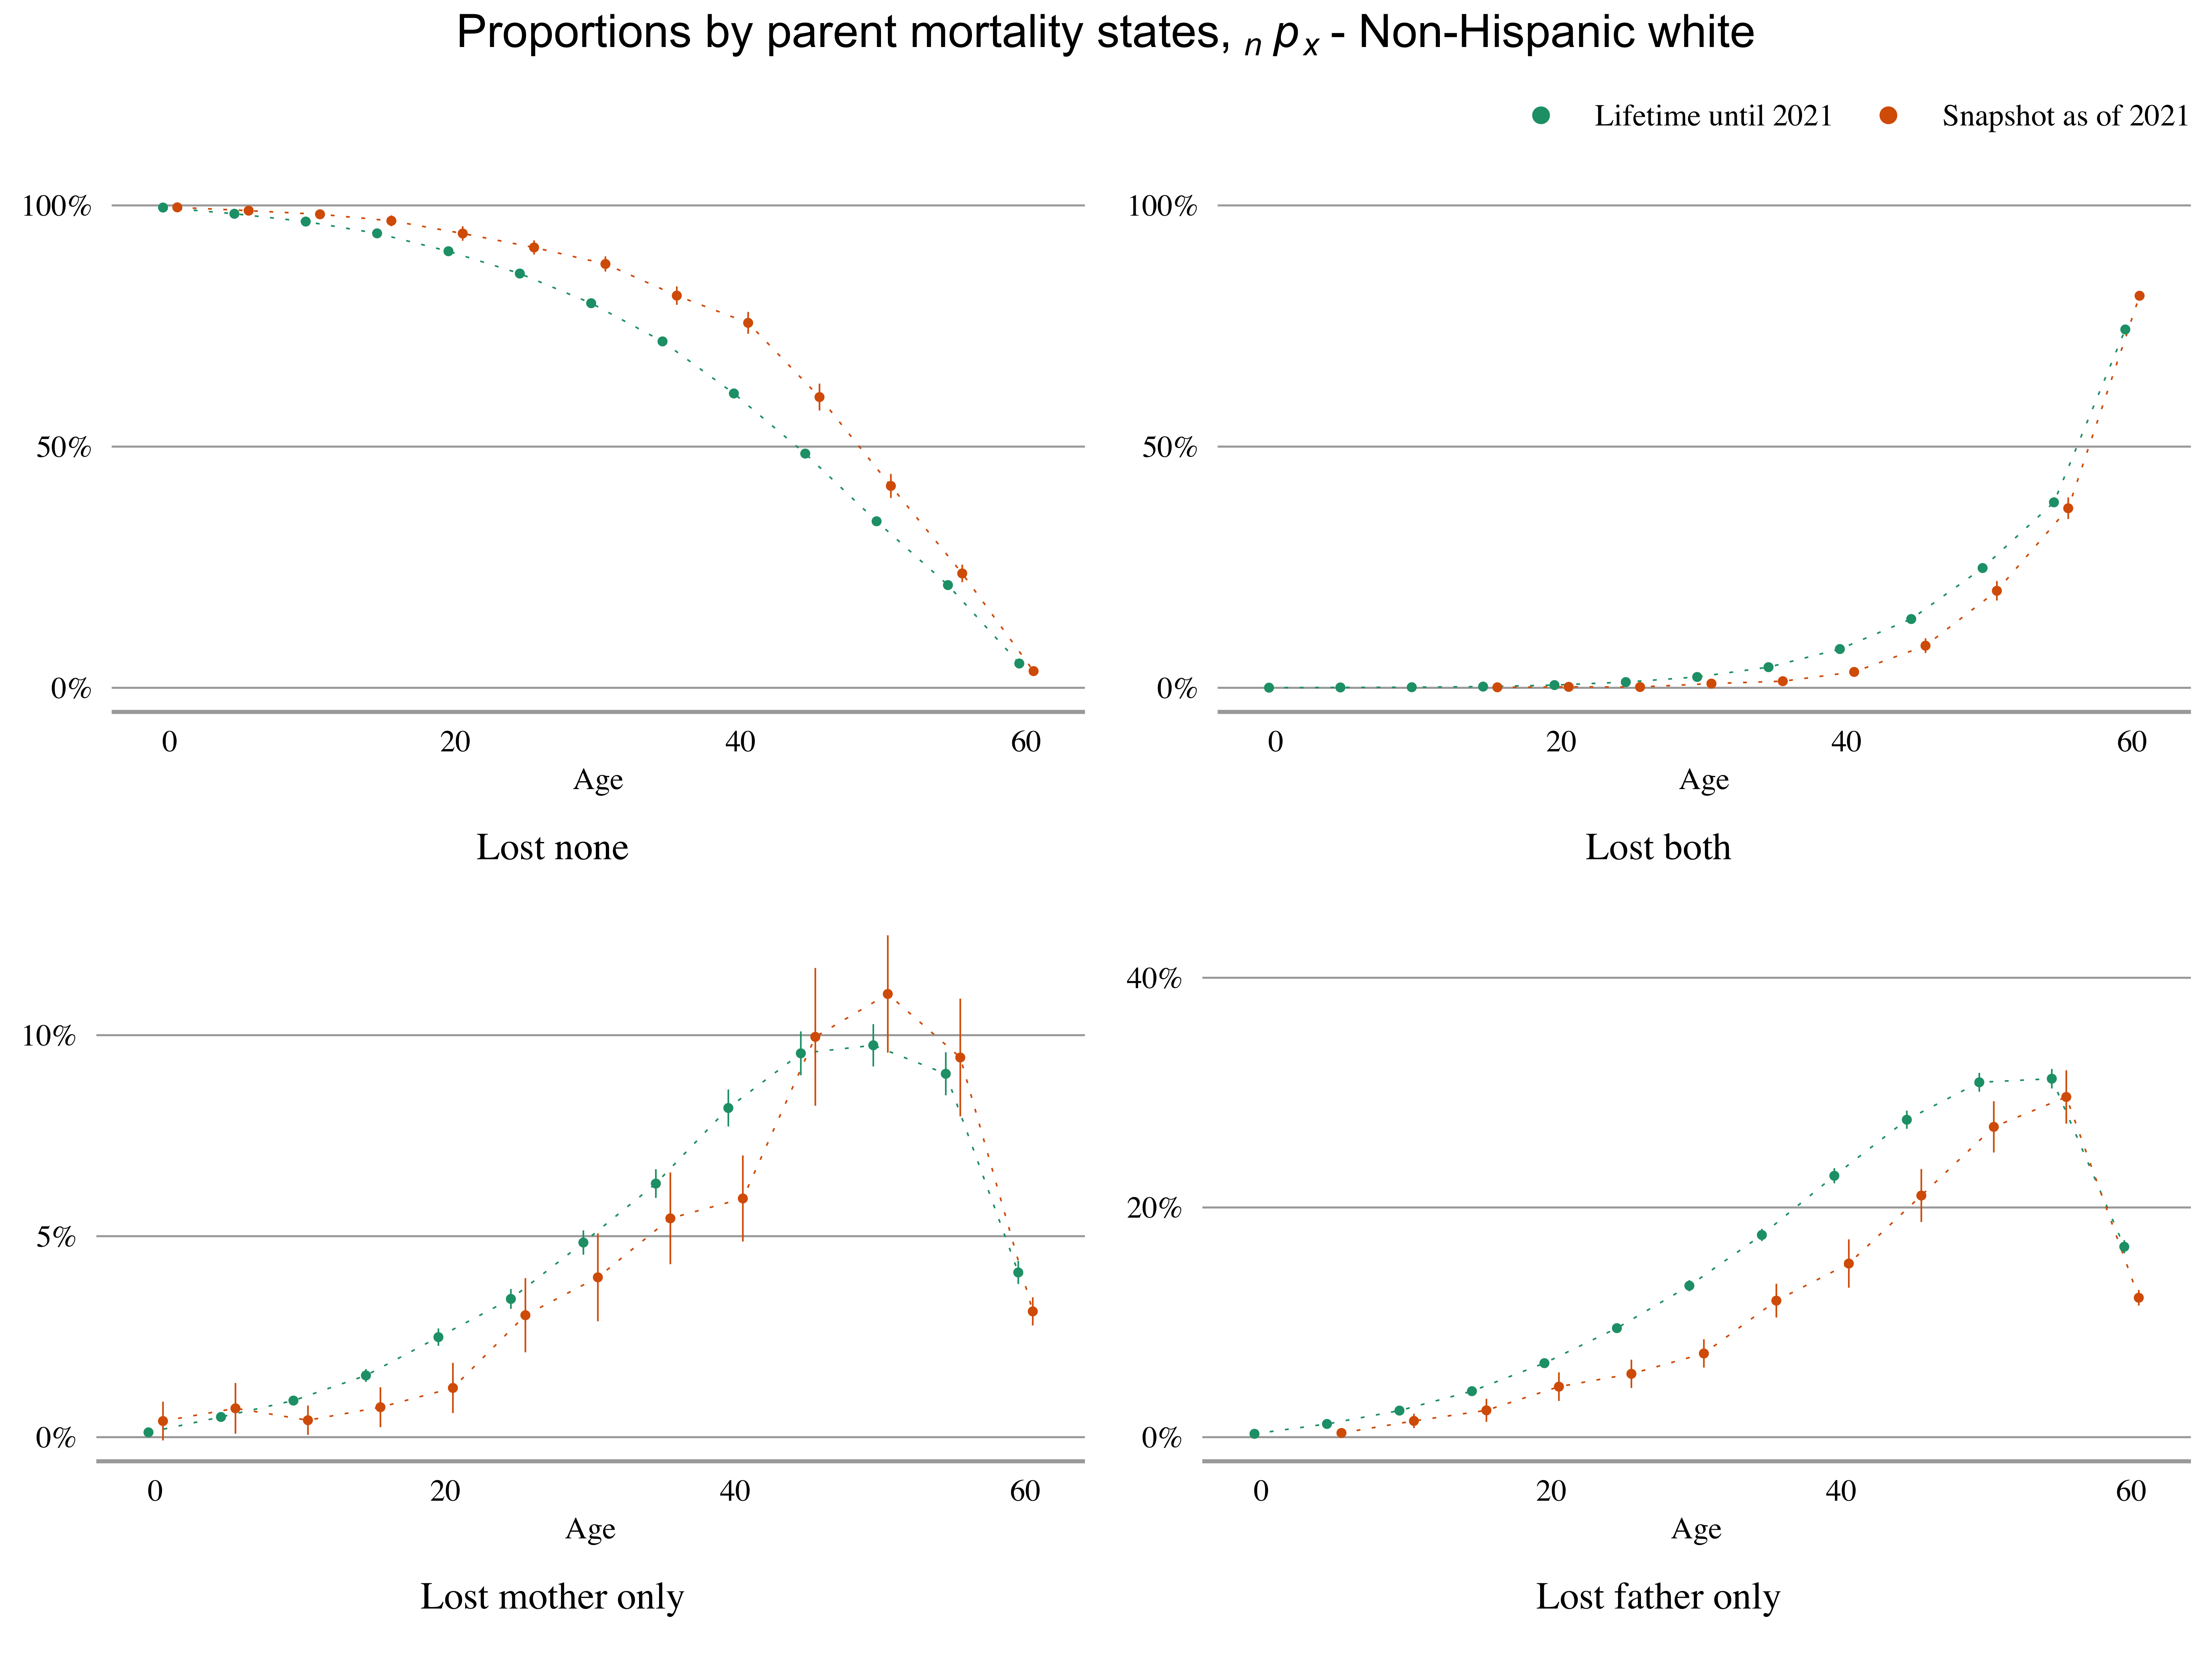 Proportions by parent mortality states, n p x - Non-Hispanic white
Lifetime until 2021 Snapshot as of 2021
100%
50%
0%
0 20 40 60
Age
Lost none
100%
50%
0%
0 20 40 60
Age
Lost both
10%
5%
0%
0 20 40 60
Age
Lost mother only
40%
20%
0%
0 20 40 60
Age
Lost father only